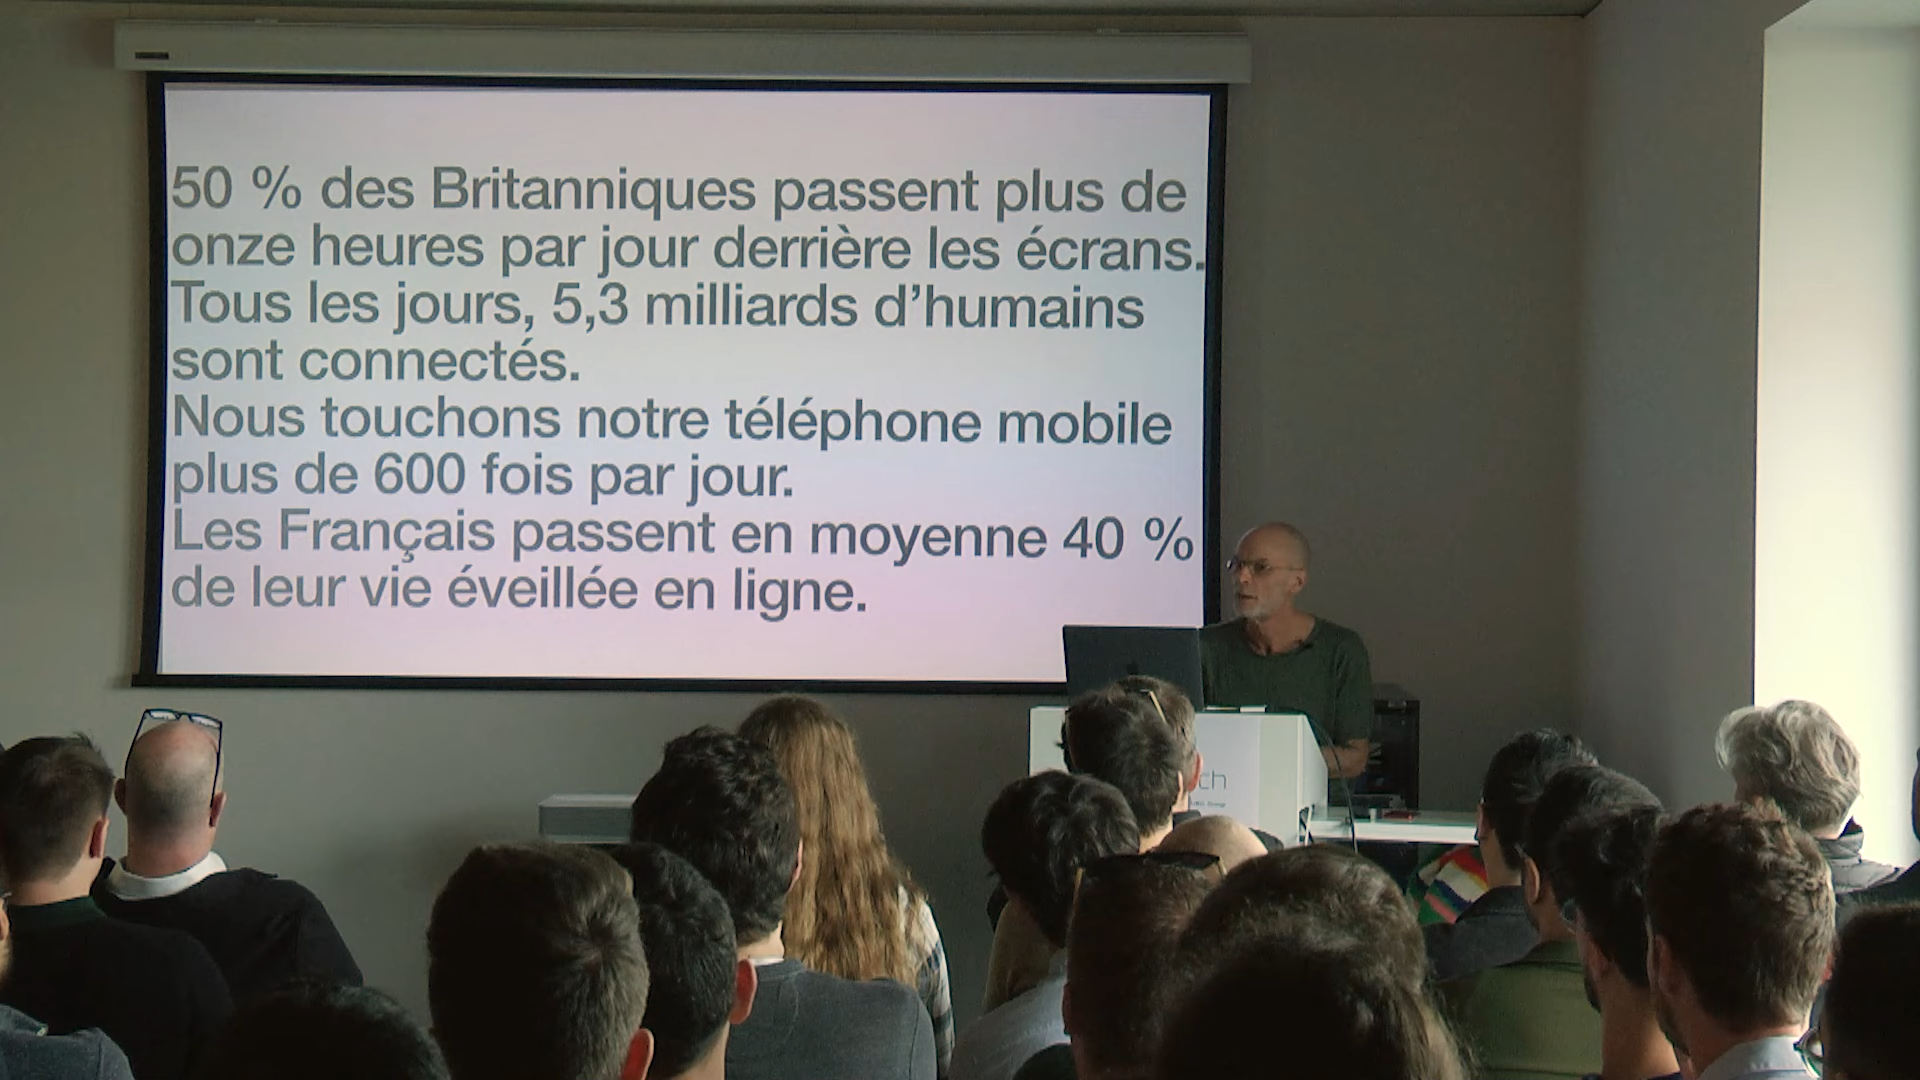 50 % des Britanniques passent plus de
onze heures par jour derrière les écrans.
Tous les jours, 5,3 milliards d’humains
sont connectés.
Nous touchons notre téléphone mobile
plus de 600 fois par jour.
Les Français passent en moyenne 40 %
de leur vie éveillée en ligne.
ch
Group